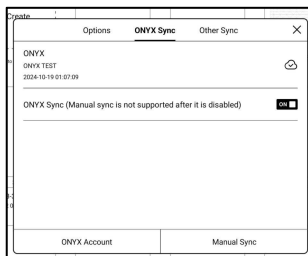 Create
Options ONYX Sync Other Sync
ONYX
ONYX TEST
2024-10-19 01:07:09
ONYX Sync (Manual sync is not supported after it is disabled) ON
ONYX Account Manual Sync